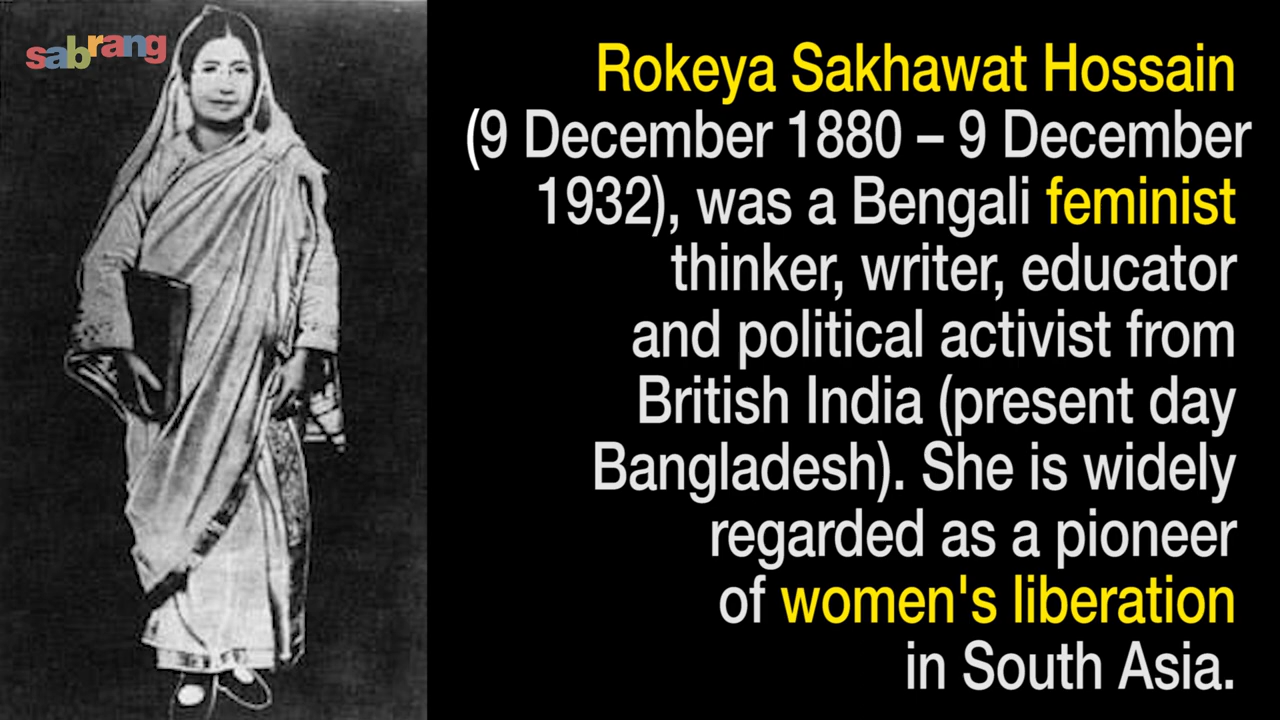 sabrang
Rokeya Sakhawat Hossain
(9 December 1880 – 9 December
1932), was a Bengali feminist
thinker, writer, educator
and political activist from
British India (present day
Bangladesh). She is widely
regarded as a pioneer
of women's liberation
in South Asia.